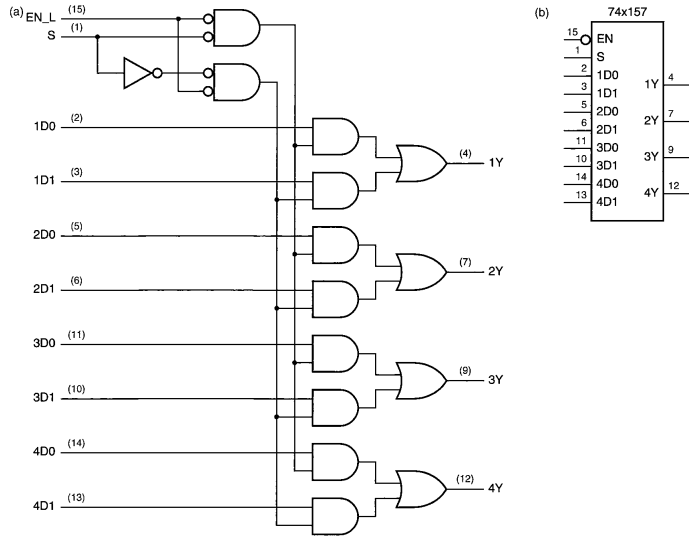 (a)
EN_L (15)
S (1)
1D0 (2)
1D1 (3)
(4) 1Y
2D0 (5)
2D1 (6)
(7) 2Y
3D0 (11)
3D1 (10)
(9) 3Y
4D0 (14)
4D1 (13)
(12) 4Y
(b)
74x157
15 EN
1 S
2 1D0
3 1D1
5 2D0
6 2D1
11 3D0
10 3D1
14 4D0
13 4D1
1Y 4
2Y 7
3Y 9
4Y 12